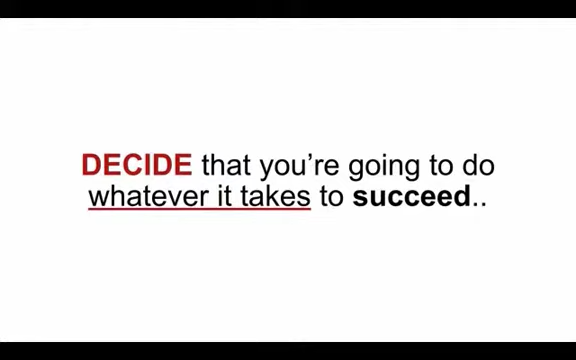 DECIDE that you’re going to do
whatever it takes to succeed..